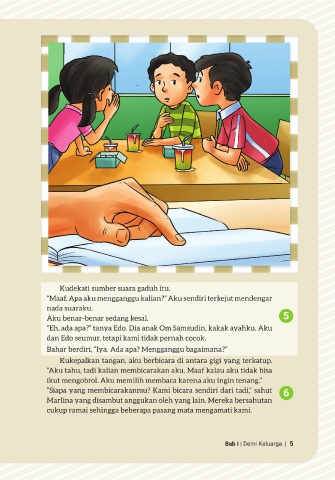 Kudekati sumber suara gaduh itu.
“Maaf. Apa aku mengganggu kalian?” Aku sendiri terkejut mendengar
nada suaraku.
Aku benar-benar sedang kesal.
5
“Eh, ada apa?” tanya Edo. Dia anak Om Samsudin, kakak ayahku. Aku
dan Edo seumur, tetapi kami tidak pernah cocok.
Bahar berdiri, “Iya. Ada apa? Mengganggu bagaimana?”
Kukepalkan tangan, aku berbicara di antara gigi yang terkatup.
“Aku tahu, tadi kalian membicarakan aku. Maaf kalau aku tidak bisa
ikut mengobrol. Aku memilih membaca karena aku ingin tenang.”
“Siapa yang membicarakanmu? Kami bicara sendiri dari tadi,” sahut
6
Marlina yang disambut anggukan oleh yang lain. Mereka bersahutan
cukup ramai sehingga beberapa pasang mata mengamati kami.
Bab I | Demi Keluarga | 5